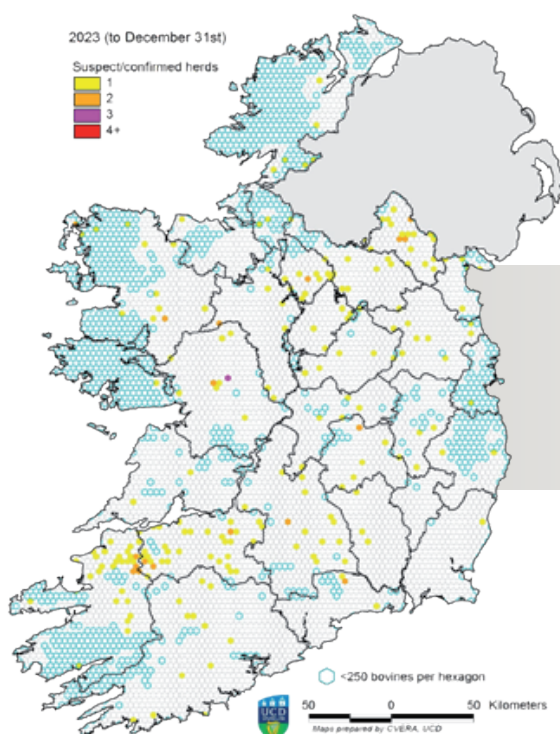 2023 (to December 31st)
Suspect/confirmed herds
1
2
3
4+
<250 bovines per hexagon
50 0 50 Kilometers
UCD
Maps prepared by CVERA, UCD